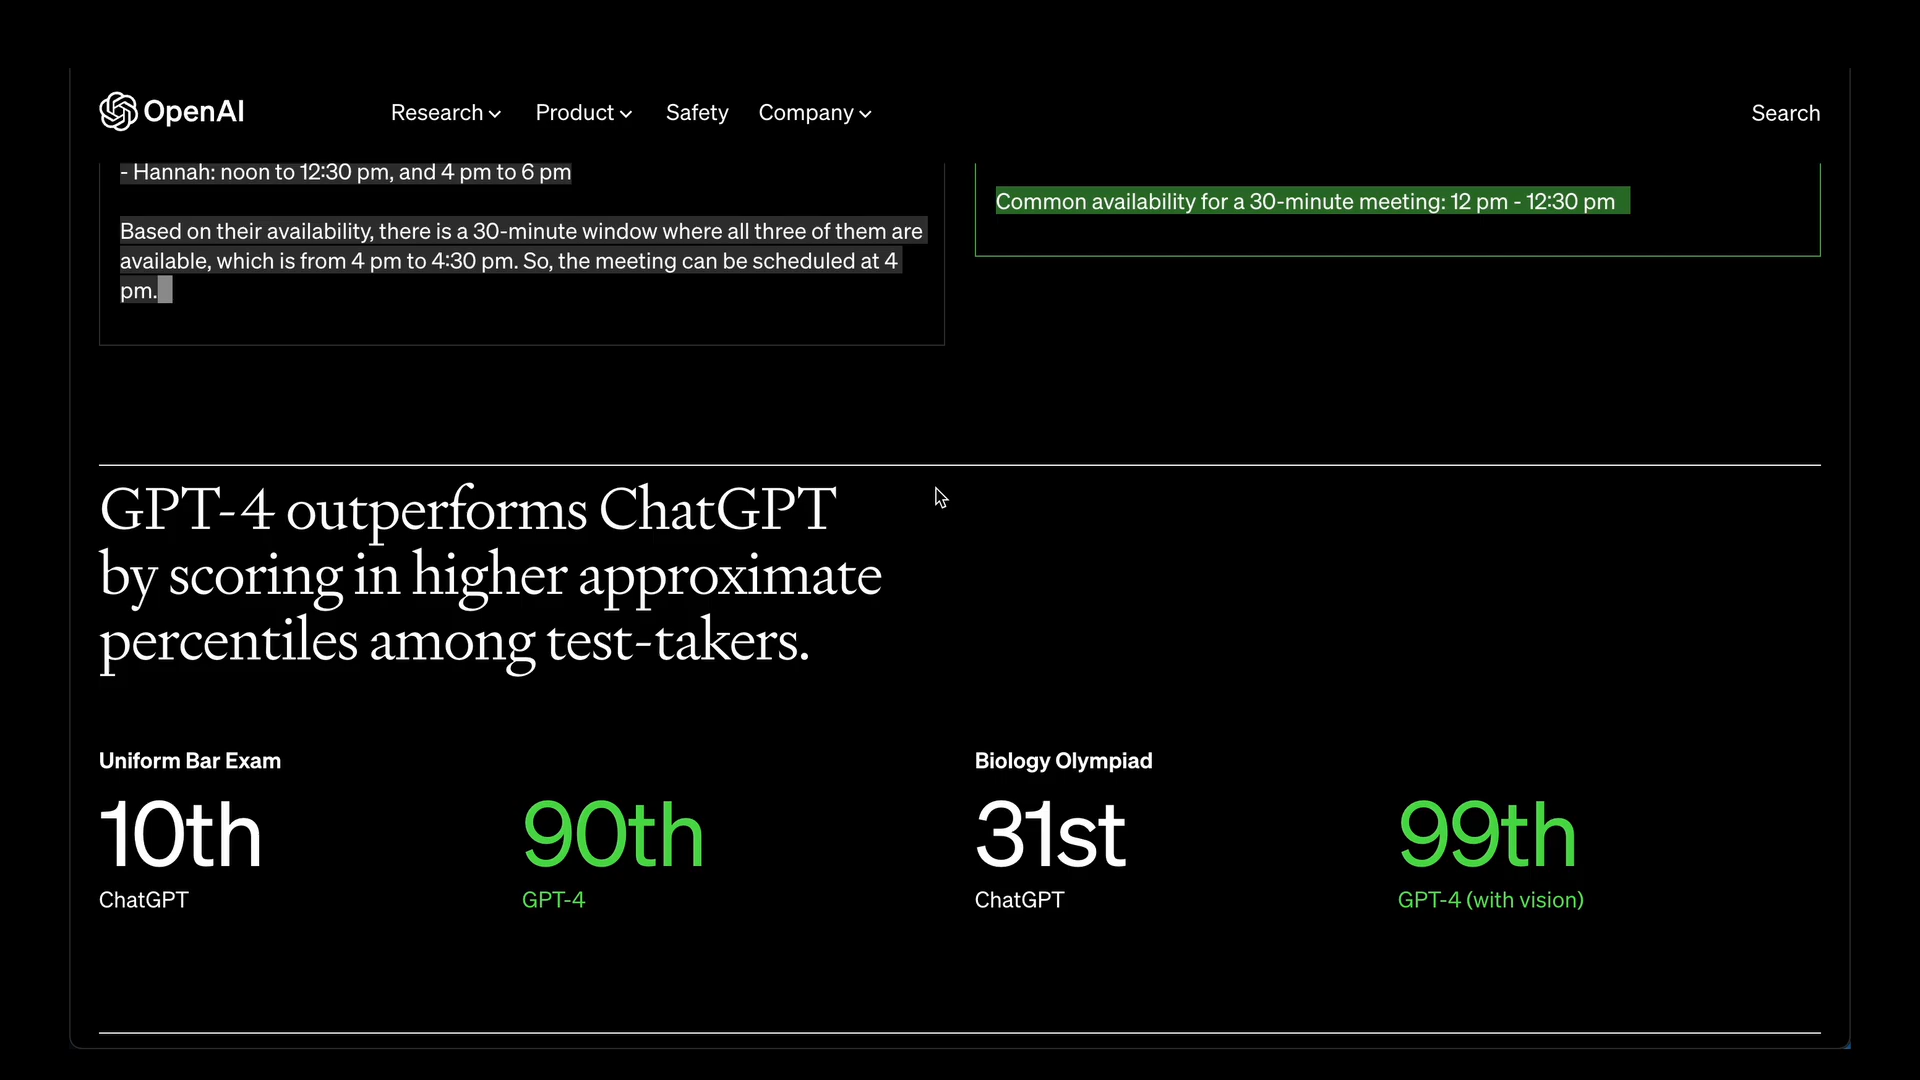 OpenAI
Research
Product
Safety
Company
Search
- Hannah: noon to 12:30 pm, and 4 pm to 6 pm
Based on their availability, there is a 30-minute window where all three of them are
available, which is from 4 pm to 4:30 pm. So, the meeting can be scheduled at 4
pm.
Common availability for a 30-minute meeting: 12 pm - 12:30 pm
GPT-4 outperforms ChatGPT
by scoring in higher approximate
percentiles among test-takers.
Uniform Bar Exam
10th
ChatGPT
90th
GPT-4
Biology Olympiad
31st
ChatGPT
99th
GPT-4 (with vision)